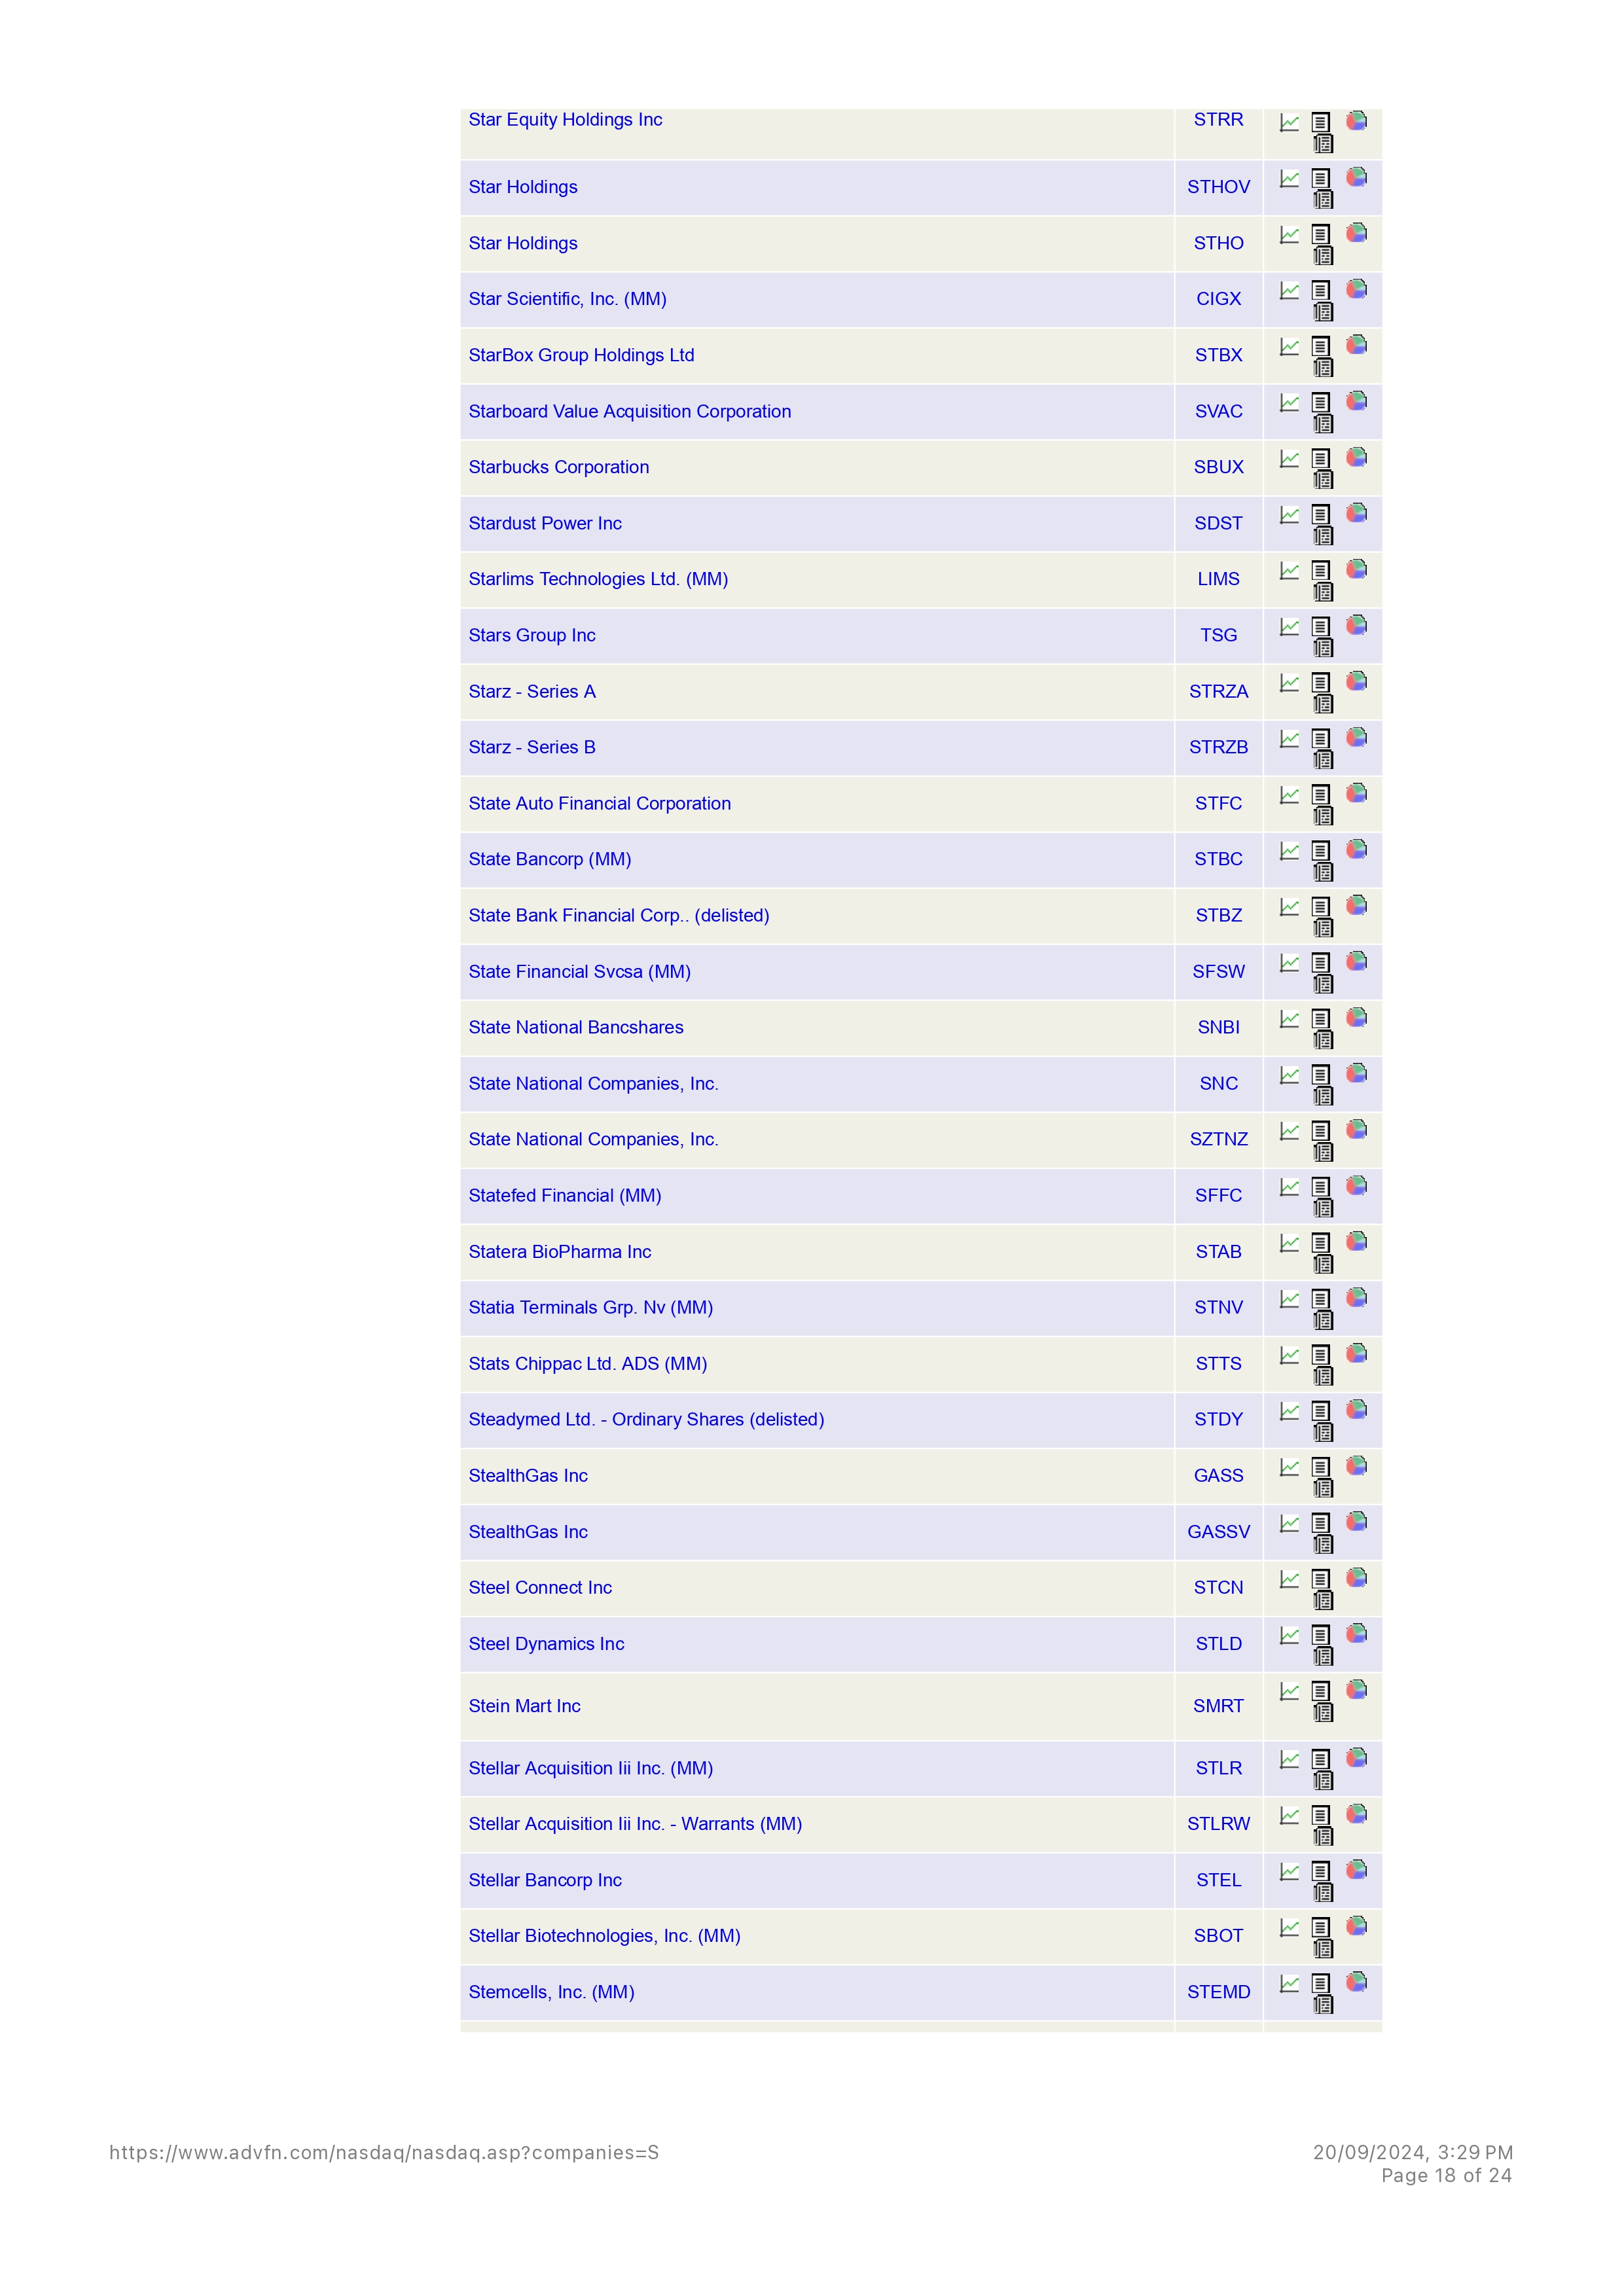 Star Equity Holdings Inc STRR
Star Holdings STHOV
Star Holdings STHO
Star Scientific, Inc. (MM) CIGX
StarBox Group Holdings Ltd STBX
Starboard Value Acquisition Corporation SVAC
Starbucks Corporation SBUX
Stardust Power Inc SDST
Starlims Technologies Ltd. (MM) LIMS
Stars Group Inc TSG
Starz - Series A STRZA
Starz - Series B STRZB
State Auto Financial Corporation STFC
State Bancorp (MM) STBC
State Bank Financial Corp.. (delisted) STBZ
State Financial Svcsa (MM) SFSW
State National Bancshares SNBI
State National Companies, Inc. SNC
State National Companies, Inc. SZTNZ
Statefed Financial (MM) SFFC
Statera BioPharma Inc STAB
Statia Terminals Grp. Nv (MM) STNV
Stats Chippac Ltd. ADS (MM) STTS
Steadymed Ltd. - Ordinary Shares (delisted) STDY
StealthGas Inc GASS
StealthGas Inc GASSV
Steel Connect Inc STCN
Steel Dynamics Inc STLD
Stein Mart Inc SMRT
Stellar Acquisition Iii Inc. (MM) STLR
Stellar Acquisition Iii Inc. - Warrants (MM) STLRW
Stellar Bancorp Inc STEL
Stellar Biotechnologies, Inc. (MM) SBOT
Stemcells, Inc. (MM) STEMD
https://www.advfn.com/nasdaq/nasdaq.asp?companies=S 20/09/2024, 3:29 PM
Page 18 of 24